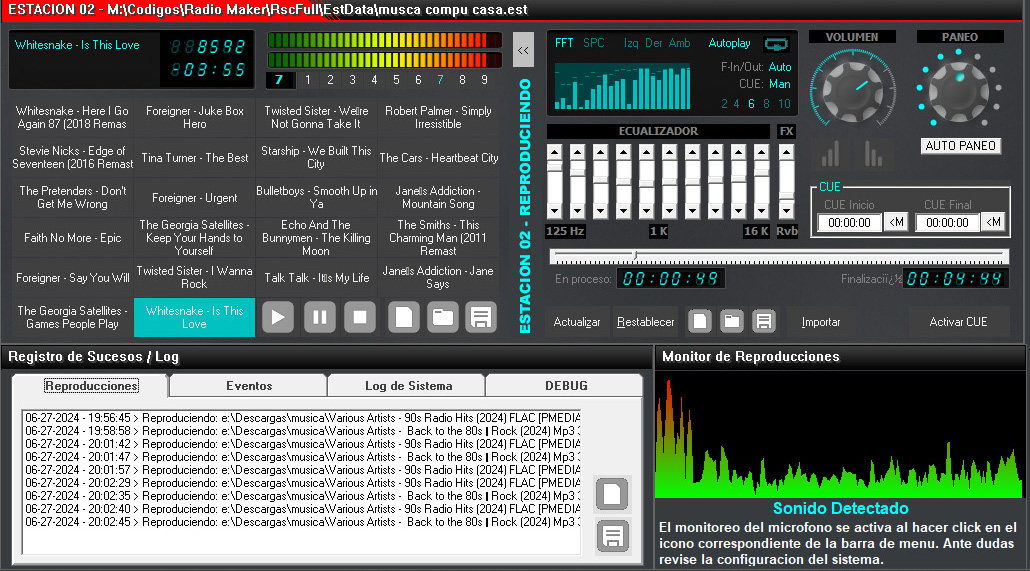 ESTACION 02 - M:\Codigos\Radio Maker\RscFull\EstData\musca compu casa.est
Whitesnake - Is This Love
8592
03:55
7 1 2 3 4 5 6 7 8 9
<<
Whitesnake - Here I Go
Again 87 (2018 Remas
Foreigner - Juke Box
Hero
Twisted Sister - We're
Not Gonna Take It
Robert Palmer - Simply
Irresistible
Stevie Nicks - Edge of
Seventeen (2016 Remast
Tina Turner - The Best
Starship - We Built This
City
The Cars - Heartbeat City
The Pretenders - Don't
Get Me Wrong
Foreigner - Urgent
Bulletboys - Smooth Up in
Ya
Addiction -
Mountain Song
Faith No More - Epic
The Georgia Satellites -
Keep Your Hands to
Yourself
Echo And The
Bunnymen - The Killing
Moon
The Smiths - This
Charming Man (2011
Remast
Foreigner - Say You Will
Twisted Sister - I Wanna
Rock
Talk Talk - My Life
Addiction - Jane
Says
The Georgia Satellites -
Games People Play
Whitesnake - Is This
Love
ESTACION 02 - REPRODUCIENDO
FFT SPC Izq Der Amb Autoplay
F-In/Out: Auto
CUE: Man
2 4 6 8 10
VOLUMEN
PANEO
AUTO PANEO
ECUALIZADOR
FX
125 Hz 1 K 16 K Rvb
CUE
CUE Inicio CUE Final
00:00:00 <M 00:00:00 <M
En proceso: 00:00:49 Finalizaciï¿½ 00:04:44
Actualizar Restablecer Importar Activar CUE
Registro de Sucesos / Log
Reproducciones Eventos Log de Sistema DEBUG
06-27-2024 - 19:56:45 > Reproduciendo: e:\Descargas\musica\Various Artists - 90s Radio Hits (2024) FLAC [PMEDIA
06-27-2024 - 19:58:58 > Reproduciendo: e:\Descargas\musica\Various Artists - Back to the 80s | Rock (2024) Mp3 3
06-27-2024 - 20:01:42 > Reproduciendo: e:\Descargas\musica\Various Artists - 90s Radio Hits (2024) FLAC [PMEDIA
06-27-2024 - 20:01:47 > Reproduciendo: e:\Descargas\musica\Various Artists - Back to the 80s | Rock (2024) Mp3 3
06-27-2024 - 20:01:57 > Reproduciendo: e:\Descargas\musica\Various Artists - 90s Radio Hits (2024) FLAC [PMEDIA
06-27-2024 - 20:02:29 > Reproduciendo: e:\Descargas\musica\Various Artists - Back to the 80s | Rock (2024) Mp3 3
06-27-2024 - 20:02:35 > Reproduciendo: e:\Descargas\musica\Various Artists - Back to the 80s | Rock (2024) Mp3 3
06-27-2024 - 20:02:40 > Reproduciendo: e:\Descargas\musica\Various Artists - 90s Radio Hits (2024) FLAC [PMEDIA
06-27-2024 - 20:02:45 > Reproduciendo: e:\Descargas\musica\Various Artists - Back to the 80s | Rock (2024) Mp3 3
Monitor de Reproducciones
Sonido Detectado
El monitoreo del microfono se activa al hacer click en el
icono correspondiente de la barra de menu. Ante dudas
revise la configuracion del sistema.